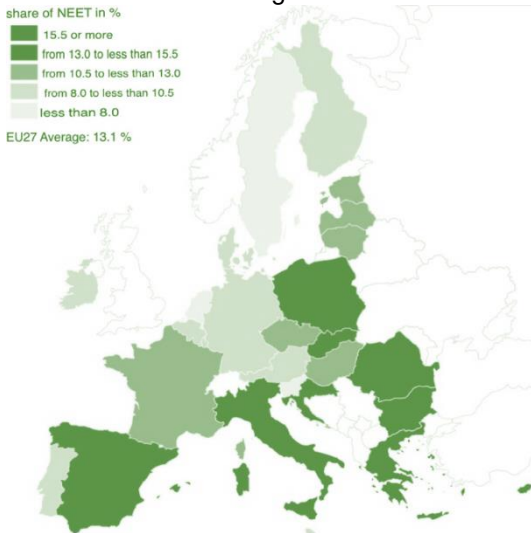 share of NEET in %
15.5 or more
from 13.0 to less than 15.5
from 10.5 to less than 13.0
from 8.0 to less than 10.5
less than 8.0
EU27 Average: 13.1 %